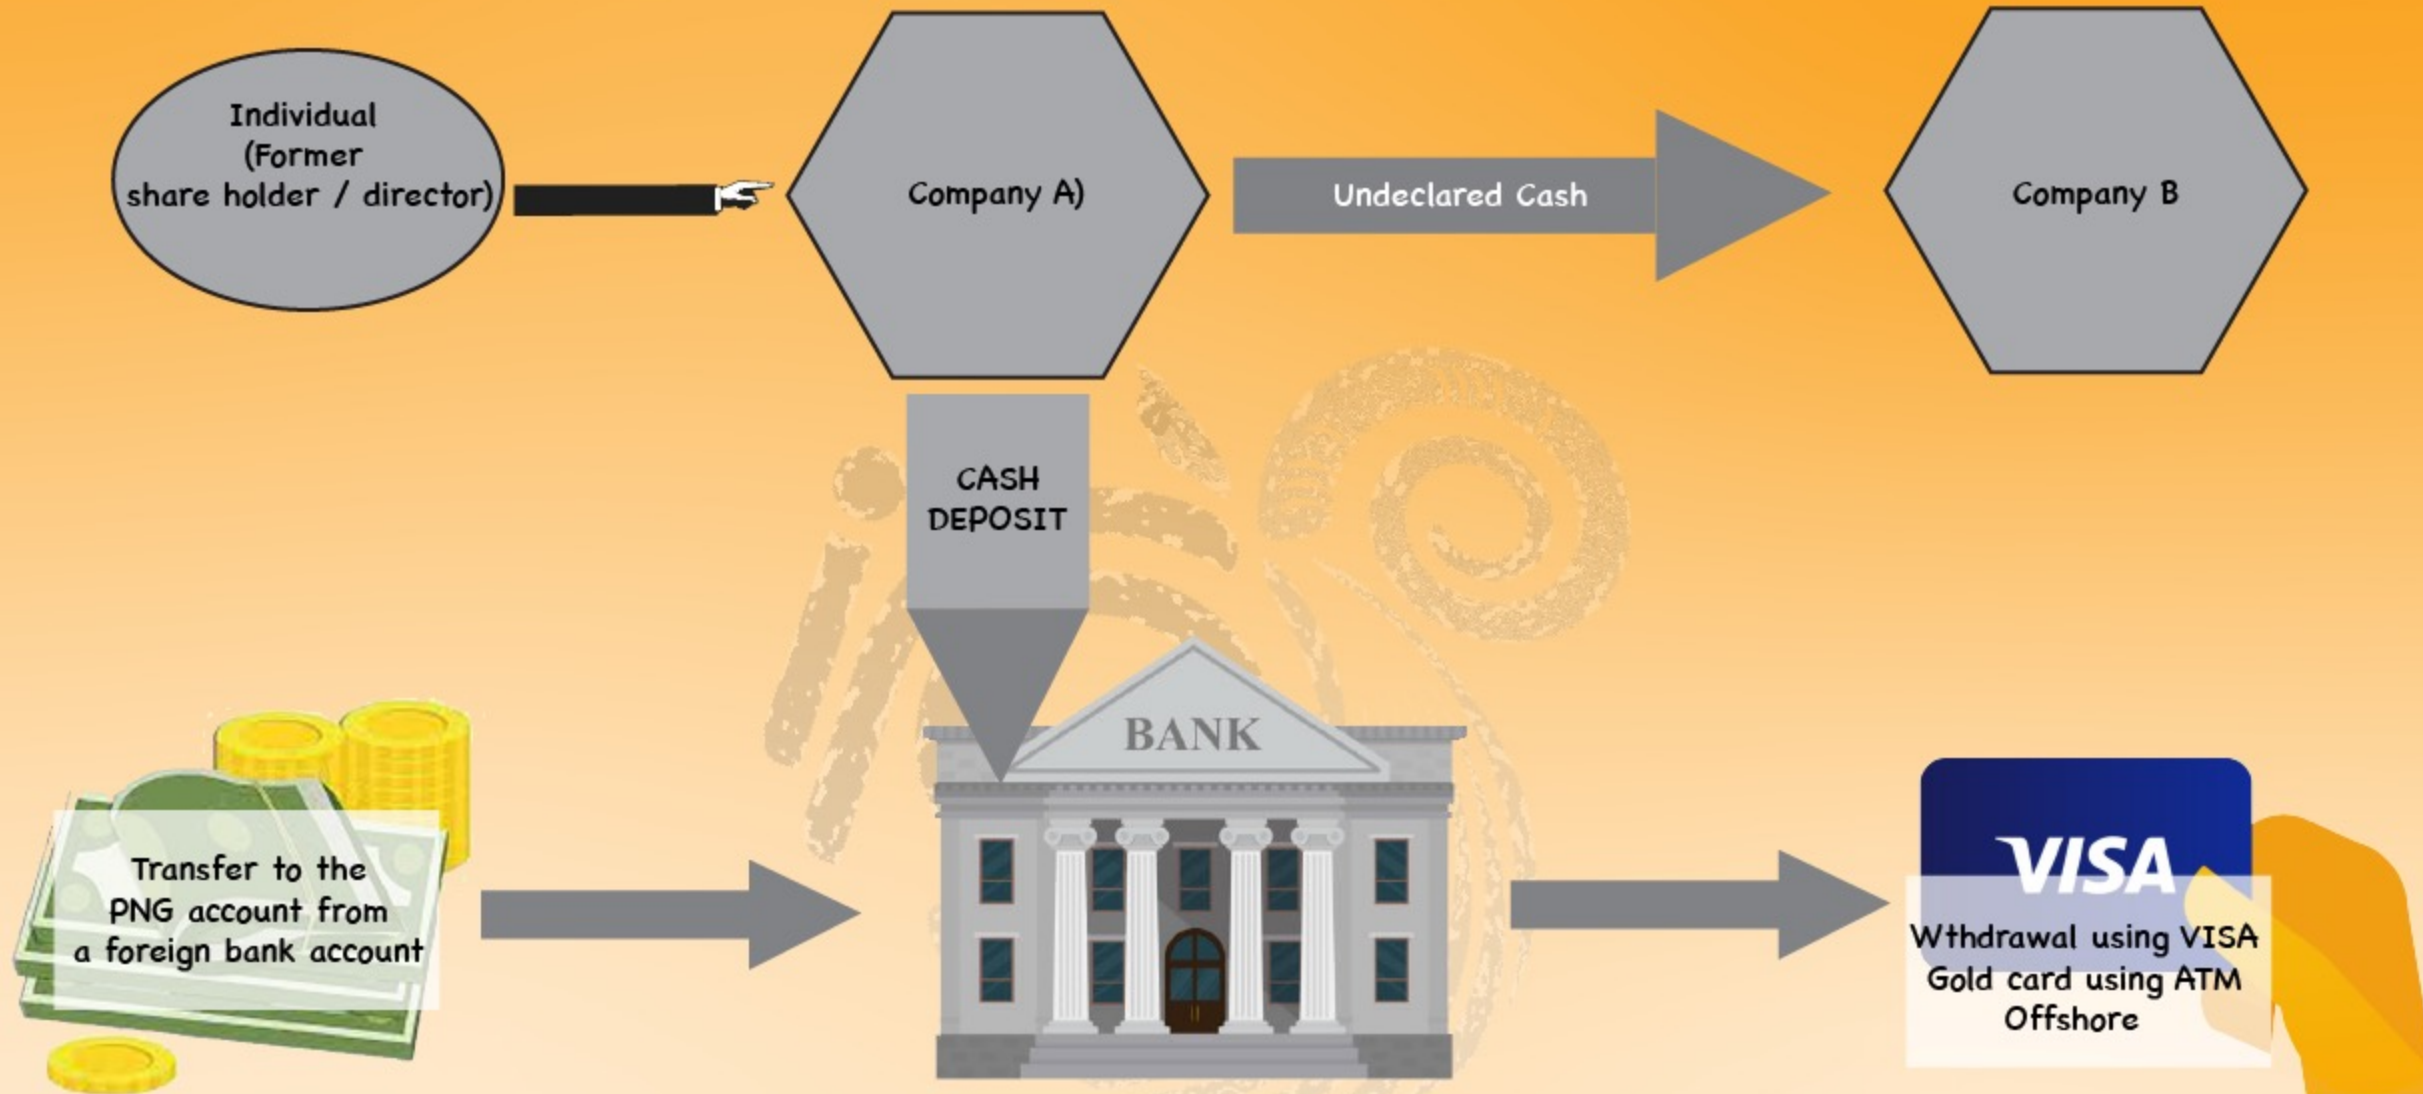 Individual
(Former
share holder / director)
Company A)
Undeclared Cash
Company B
CASH
DEPOSIT
BANK
Transfer to the
PNG account from
a foreign bank account
VISA
Wthdrawal using VISA
Gold card using ATM
Offshore